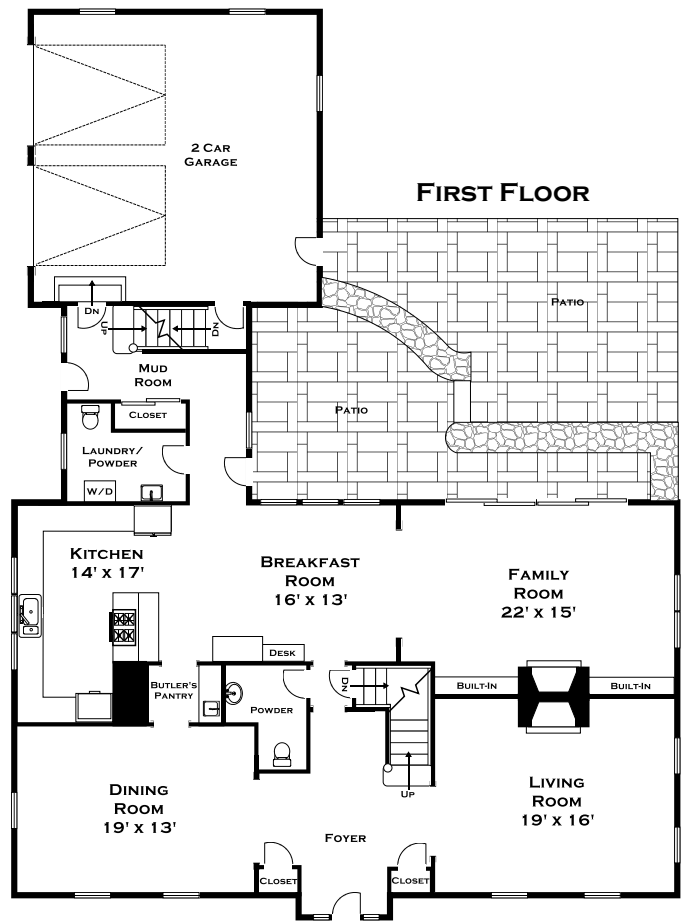 2 CAR
GARAGE
FIRST FLOOR
PATIO
DN
UP
DN
MUD
ROOM
CLOSET
PATIO
LAUNDRY/
POWDER
W/D
KITCHEN
14' X 17'
BREAKFAST
ROOM
16' X 13'
FAMILY
ROOM
22' X 15'
DESK
BUTLER'S
PANTRY
POWDER
DN
BUILT-IN
BUILT-IN
UP
DINING
ROOM
19' X 13'
LIVING
ROOM
19' X 16'
FOYER
CLOSET
CLOSET